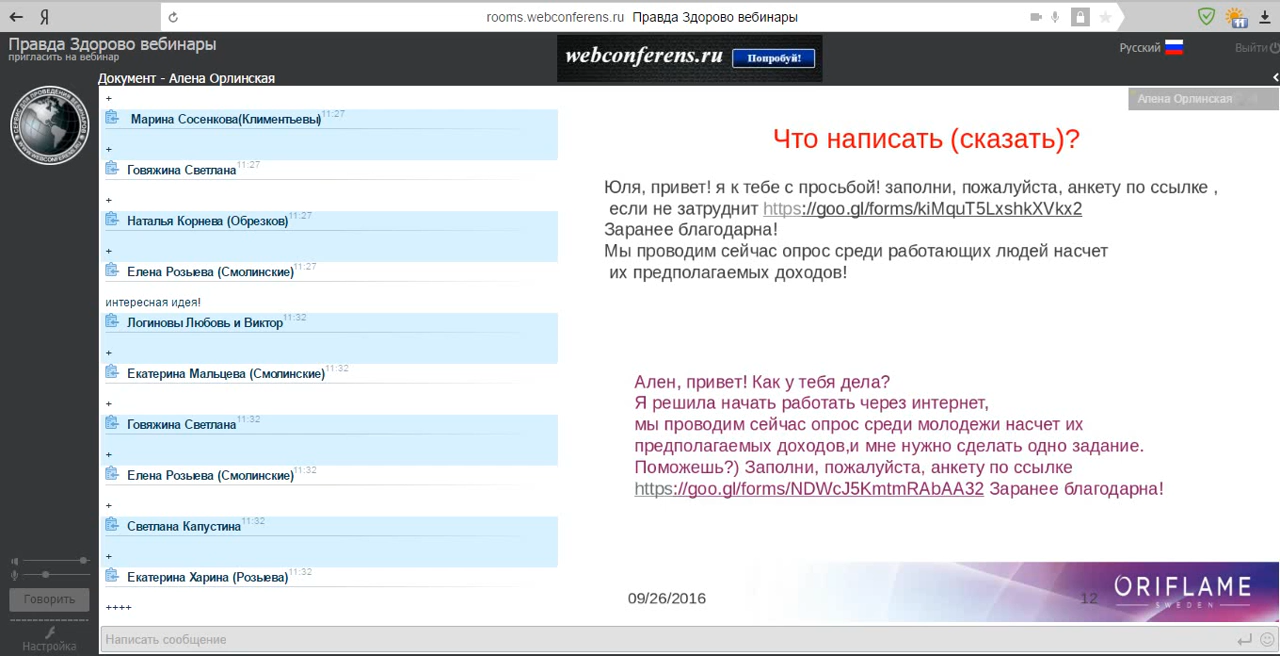 Я
rooms.webconferens.ru Правда Здорово вебинары
11
Правда Здорово вебинары
пригласить на вебинар
webconferens.ru Попробуй!
Русский
Выйти
Документ - Алена Орлинская
Алена Орлинская
+
Марина Сосенкова(Климентьевы) 11:27
+
Говяжина Светлана 11:27
+
Наталья Корнева (Обрезков) 11:27
+
Елена Розыева (Смолинские) 11:27
интересная идея!
Логиновы Любовь и Виктор 11:32
+
Екатерина Мальцева (Смолинские) 11:32
+
Говяжина Светлана 11:32
+
Елена Розыева (Смолинские) 11:32
+
Светлана Капустина 11:32
+
Екатерина Харина (Розыева) 11:32
++++
Написать сообщение
Говорить
Настройка
Что написать (сказать)?
Юля, привет! я к тебе с просьбой! заполни, пожалуйста, анкету по ссылке ,
если не затруднит https://goo.gl/forms/kiMquT5LxshkXVkx2
Заранее благодарна!
Мы проводим сейчас опрос среди работающих людей насчет
их предполагаемых доходов!
Ален, привет! Как у тебя дела?
Я решила начать работать через интернет,
мы проводим сейчас опрос среди молодежи насчет их
предполагаемых доходов,и мне нужно сделать одно задание.
Поможешь?) Заполни, пожалуйста, анкету по ссылке
https://goo.gl/forms/NDWcJ5KmtmRAbAA32 Заранее благодарна!
09/26/2016
12
ORIFLAME
SWEDEN